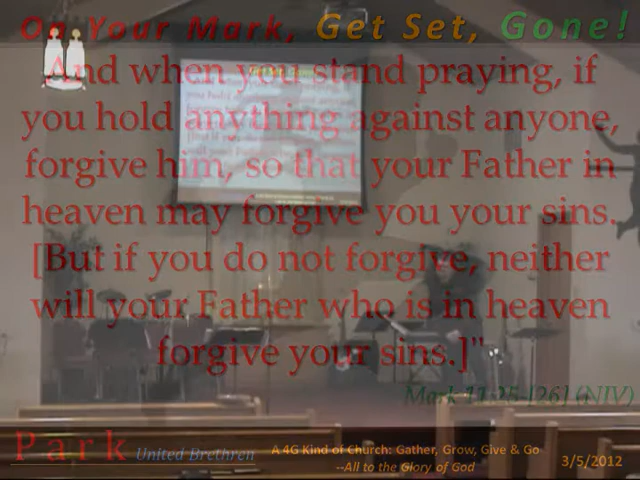 On Your Mark, Get Set, Gone!
And when you stand praying, if
you hold anything against anyone,
forgive him, so that your Father in
heaven may forgive you your sins.
[But if you do not forgive, neither
will your Father who is in heaven
forgive your sins.]"
Mark 11:25-[26] (NIV)
Park United Brethren
A 4G Kind of Church: Gather, Grow, Give & Go
--All to the Glory of God
3/5/2012